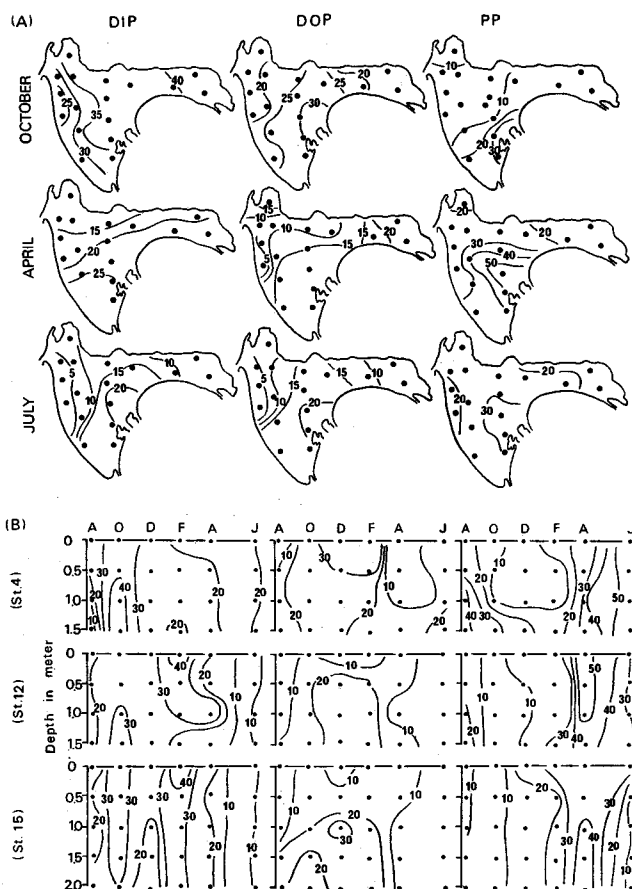 (A) DIP DOP PP
OCTOBER
25 35 30 40
20 25 30 25 20
10 10 20 30
APRIL
15 20 25
15 10 10 5 15 15 20
20 30 40 50 20
JULY
5 10 15 20 10
5 10 15 20 15 10
20 30 20
(B) A O D F A J A O D F A J A O D F A J
(St.4)
0 0.5 1.0 1.5
10 20 30 40 30 20 20 20
10 20 30 20 10 20
20 40 30 10 20 30 40 50
Depth in meter
(St.12)
0 0.5 1.0 1.5
20 30 30 40 20 10 10
10 20 10 10
40 20 30 20 30 40 50 40 30
(St. 15)
0 0.5 1.0 1.5 2.0
20 30 30 20 30 40 30 20 10 10
10 20 10 30 20 10
10 10 20 30 40 30 20 10